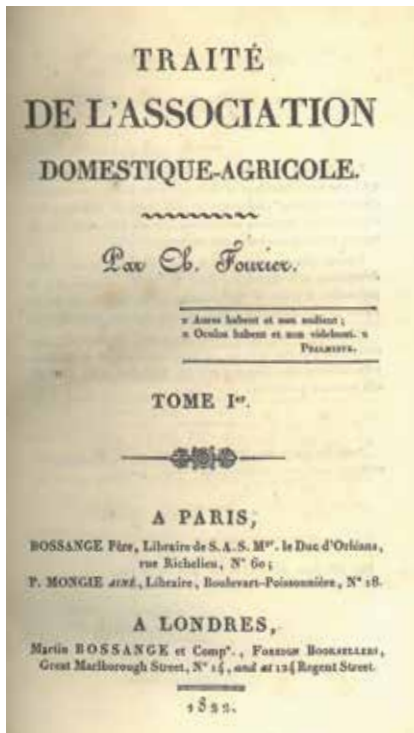 TRAITÉ
DE L'ASSOCIATION
DOMESTIQUE-AGRICOLE.
Par Ch. Fourier.
» Aures habent et non audient ;
» Oculos habent et non videbunt. »
PSALMISTE.
TOME Iᵉʳ.
A PARIS,
BOSSANGE Père, Libraire de S. A. S. Mᵍʳ. le Duc d'Orléans,
rue Richelieu, N° 60 ;
P. MONGIE AINÉ, Libraire, Boulevart-Poissonnière, N° 18.
A LONDRES,
Martin BOSSANGE et Compᵉ., FOREIGN BOOKSELLERS,
Great Marlborough Street, N° 14, and at 124 Regent Street.
1822.